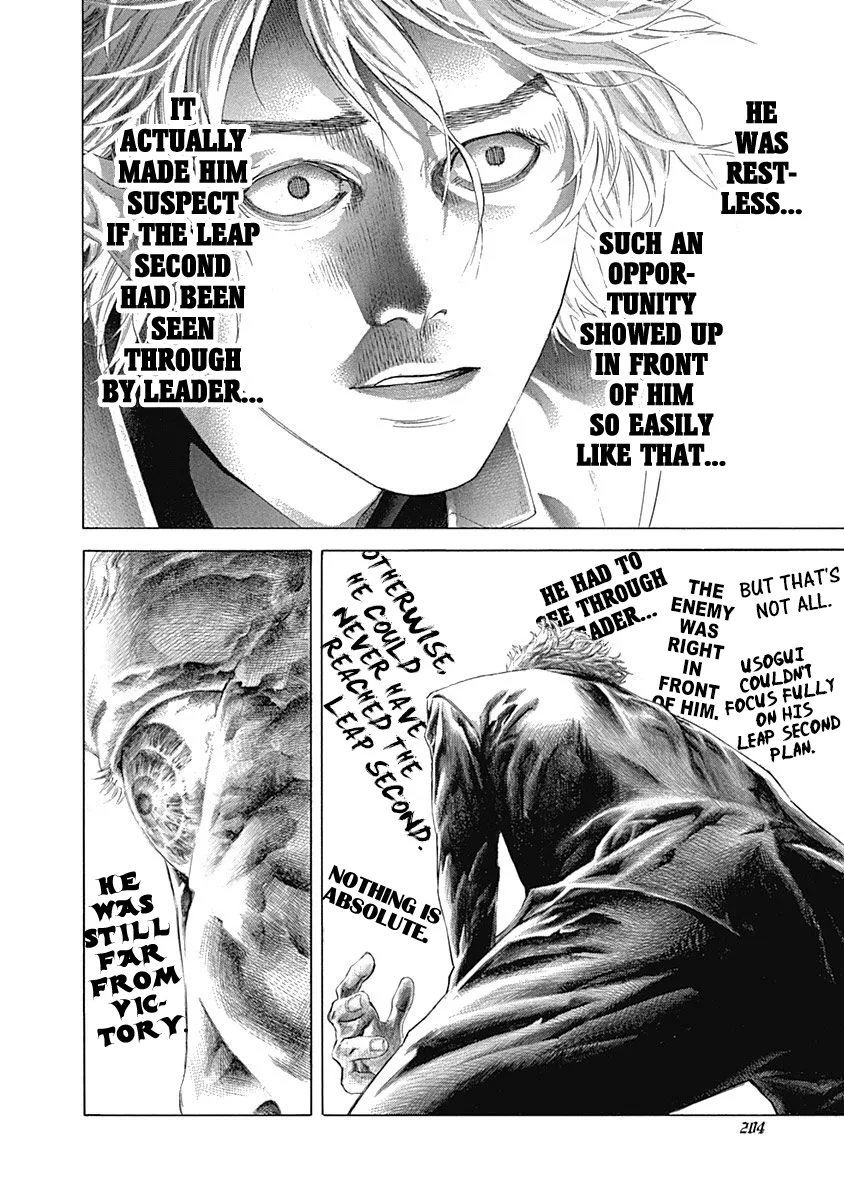 HE
WAS
REST-
LESS...
SUCH AN
OPPOR-
TUNITY
SHOWED UP
IN FRONT
OF HIM
SO EASILY
LIKE THAT...
IT
ACTUALLY
MADE HIM
SUSPECT
IF THE LEAP
SECOND
HAD BEEN
SEEN
THROUGH
BY LEADER...
BUT THAT'S
NOT ALL.
USOGUI
COULDN'T
FOCUS FULLY
ON HIS
LEAP SECOND
PLAN.
THE
ENEMY
WAS
RIGHT
IN
FRONT
OF HIM.
HE HAD TO
SEE THROUGH
LEADER...
OTHERWISE,
HE COULD
NEVER HAVE
REACHED THE
LEAP SECOND.
NOTHING IS
ABSOLUTE.
HE
WAS
STILL
FAR
FROM
VIC-
TORY.
204